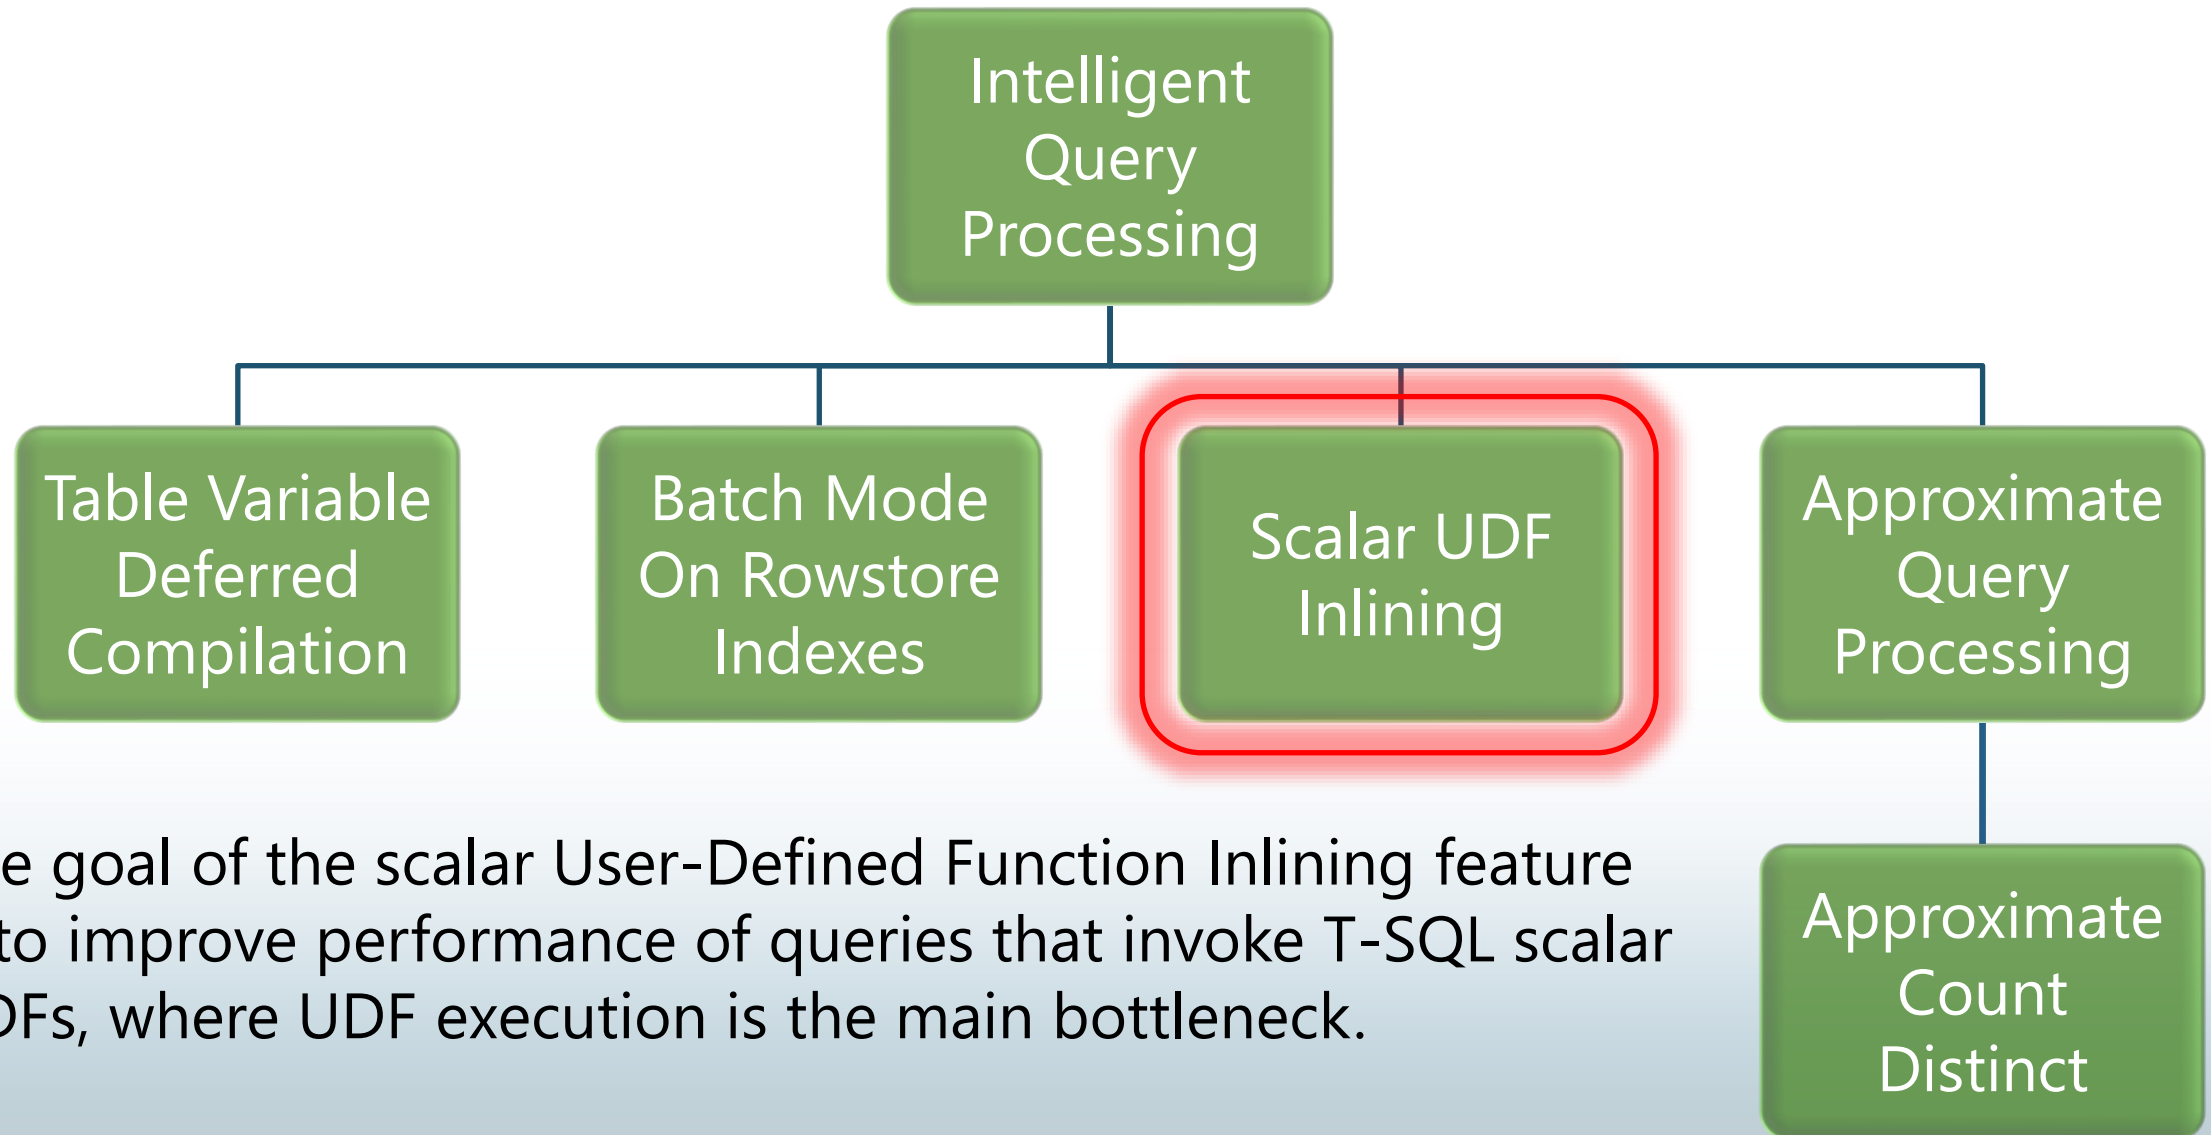 Intelligent
Query
Processing
Table Variable
Deferred
Compilation
Batch Mode
On Rowstore
Indexes
Scalar UDF
Inlining
Approximate
Query
Processing
Approximate
Count
Distinct
goal of the scalar User-Defined Function Inlining feature
to improve performance of queries that invoke T-SQL scalar
where UDF execution is the main bottleneck.